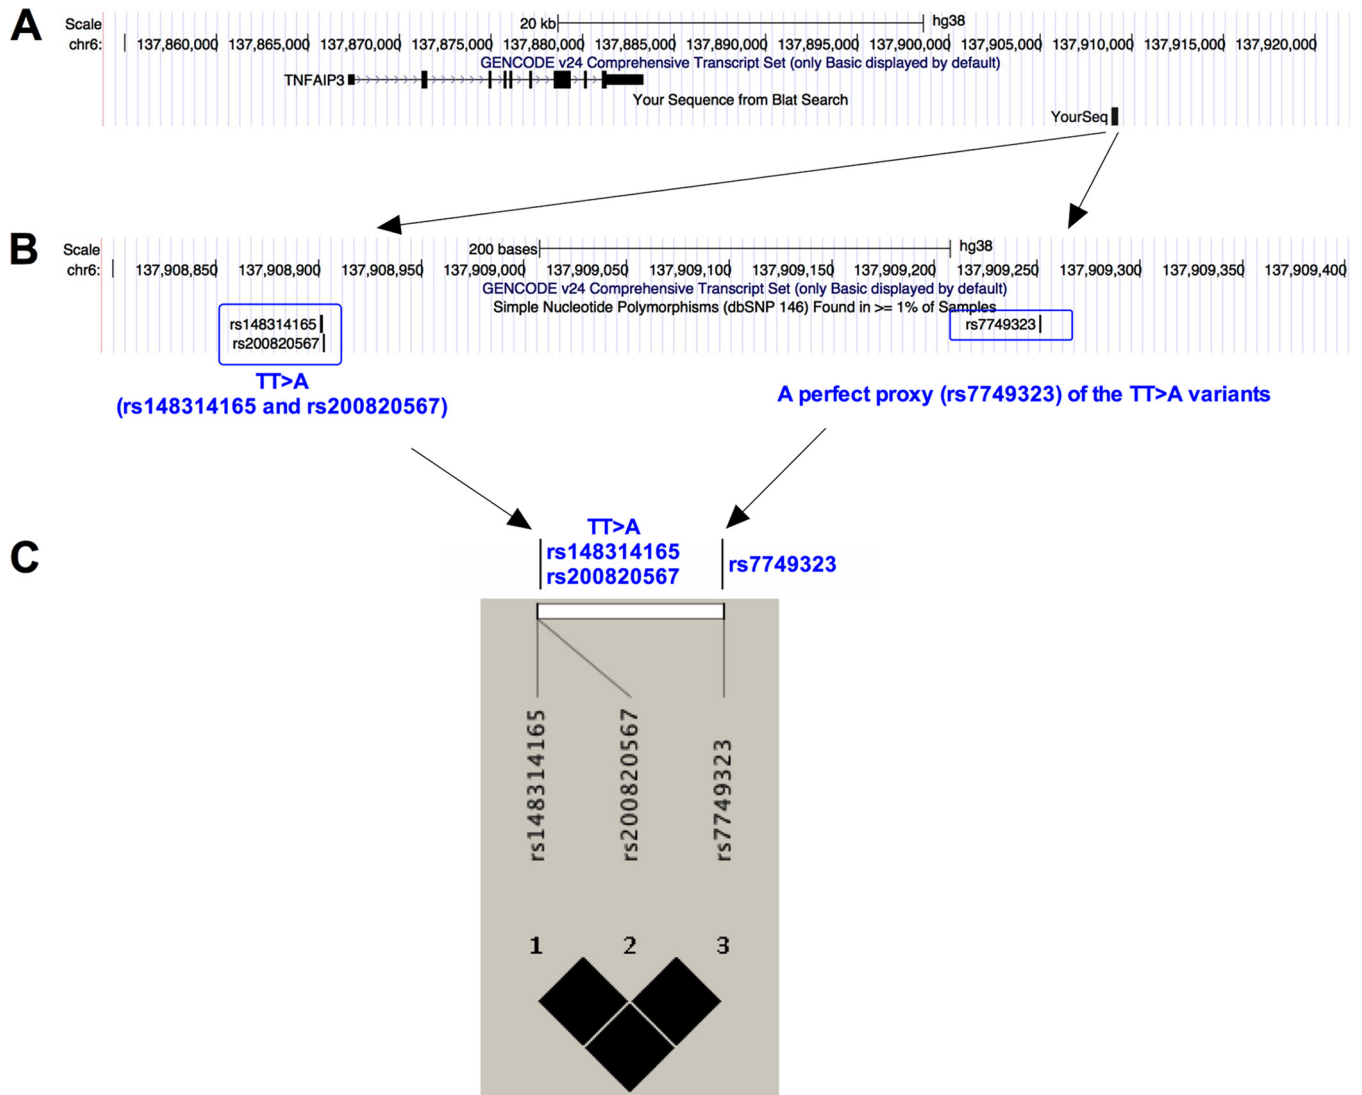 A
Scale
20 kb
hg38
chr6:
137,860,000
137,865,000
137,870,000
137,875,000
137,880,000
137,885,000
137,890,000
137,895,000
137,900,000
137,905,000
137,910,000
137,915,000
137,920,000
GENCODE v24 Comprehensive Transcript Set (only Basic displayed by default)
TNFAIP3
Your Sequence from Blat Search
YourSeq
B
Scale
200 bases
hg38
chr6:
137,908,850
137,908,900
137,908,950
137,909,000
137,909,050
137,909,100
137,909,150
137,909,200
137,909,250
137,909,300
137,909,350
137,909,400
GENCODE v24 Comprehensive Transcript Set (only Basic displayed by default)
Simple Nucleotide Polymorphisms (dbSNP 146) Found in >= 1% of Samples
rs148314165
rs7749323
rs200820567
TT>A
(rs148314165 and rs200820567)
A perfect proxy (rs7749323) of the TT>A variants
C
TT>A
rs148314165
rs200820567
rs7749323
rs148314165
rs200820567
rs7749323
1 2 3